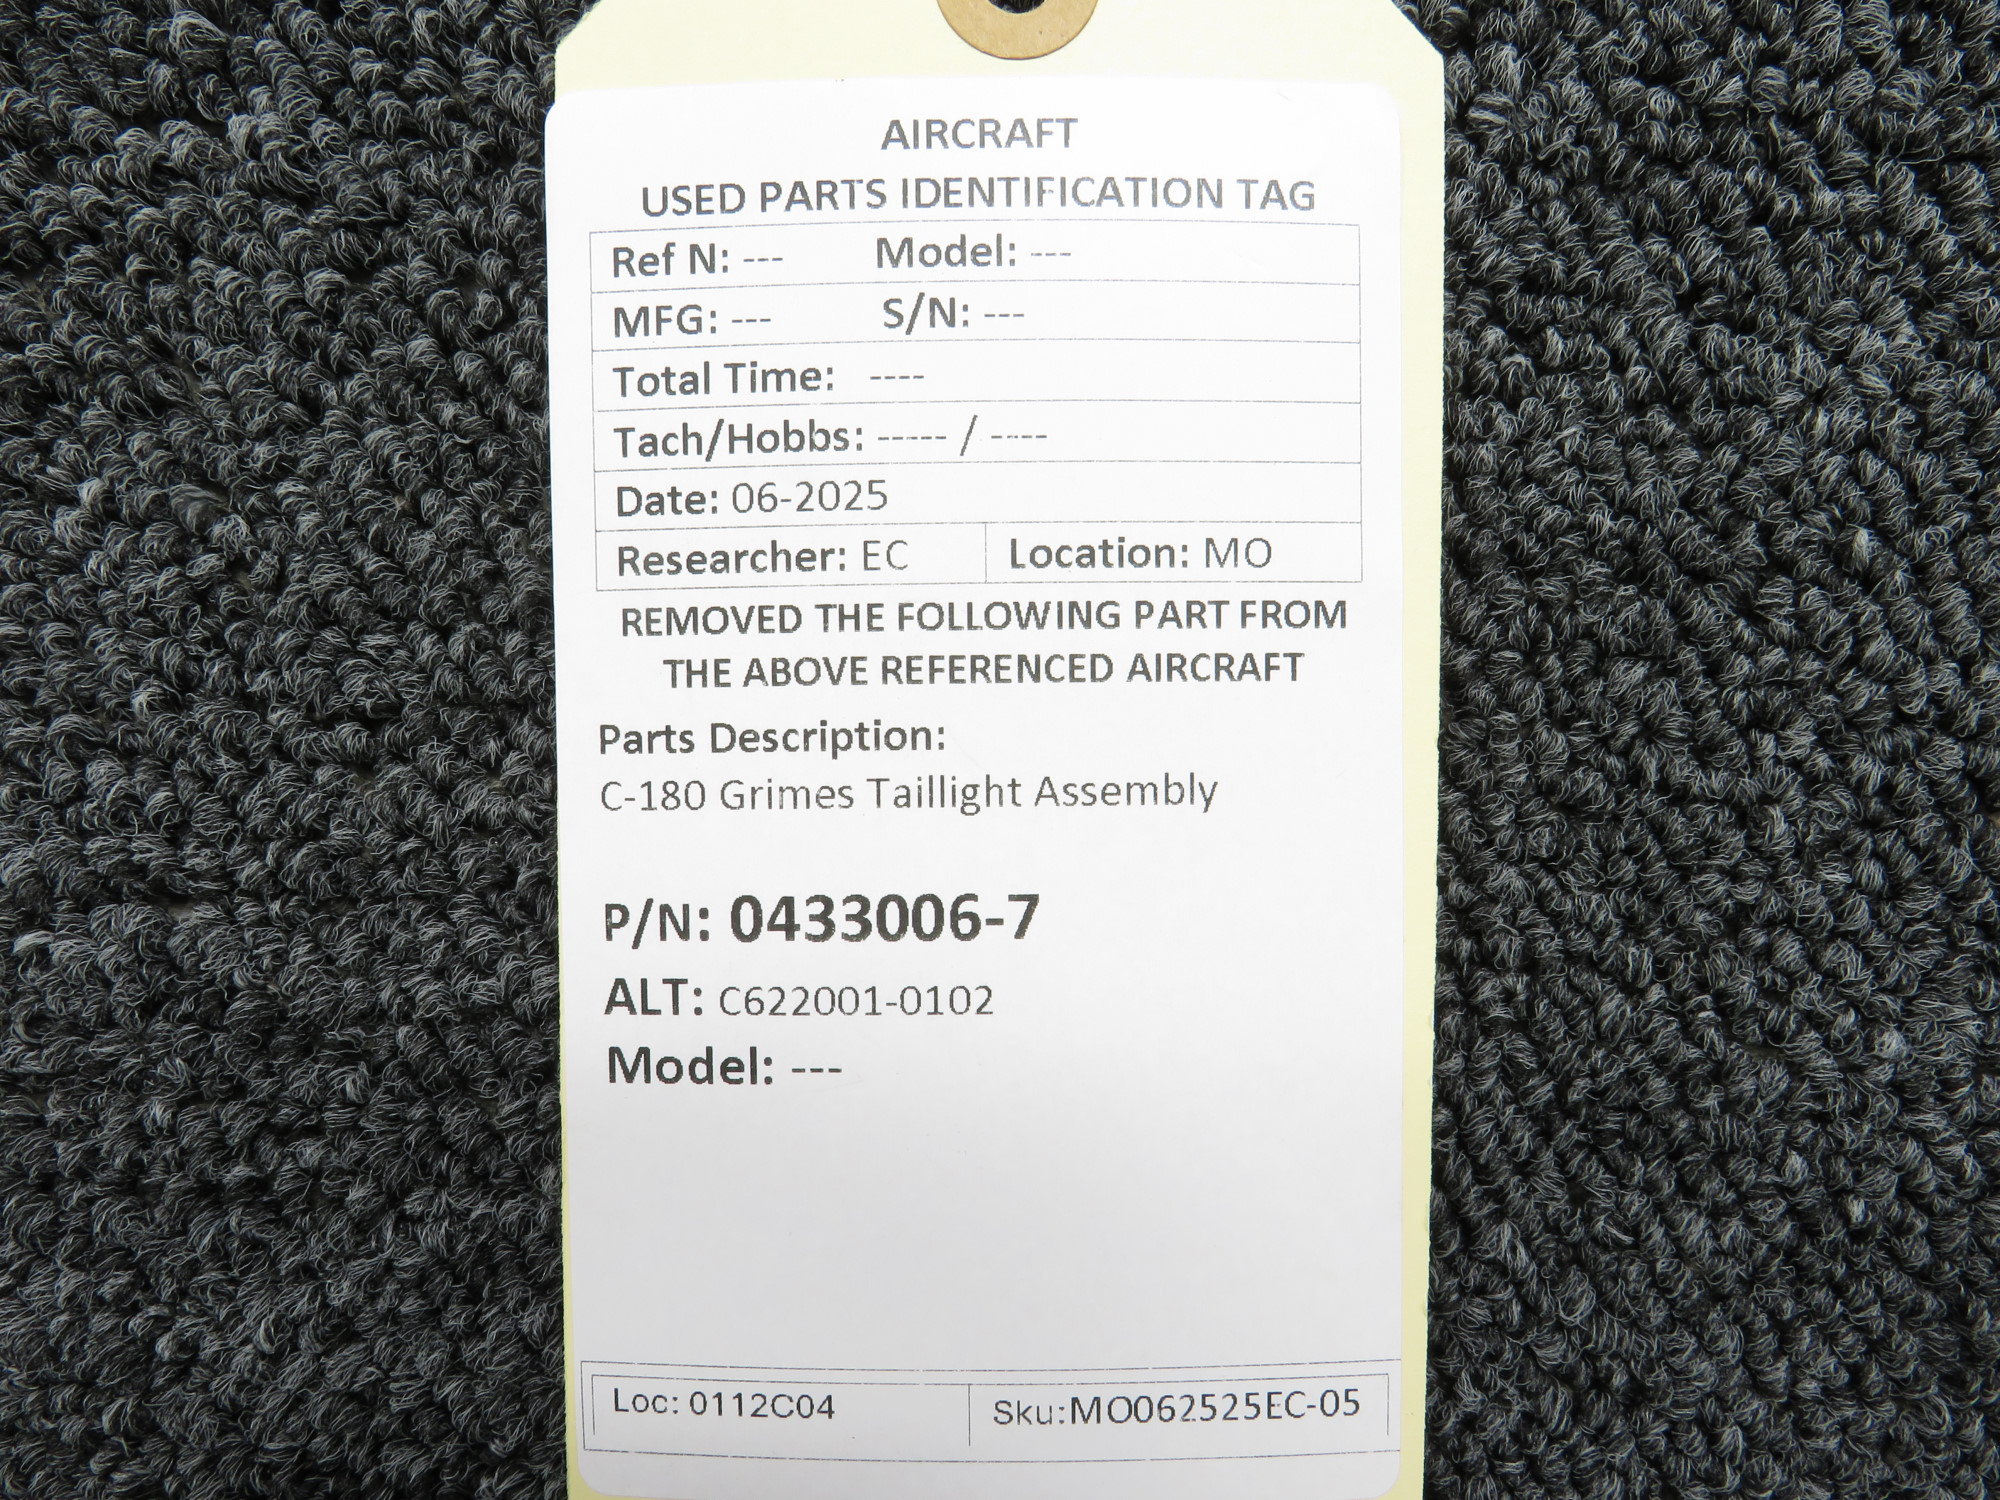 AIRCRAFT
USED PARTS IDENTIFICATION TAG
Ref N: --- Model: ---
MFG: --- S/N: ---
Total Time: ----
Tach/Hobbs: ----- / ----
Date: 06-2025
Researcher: EC Location: MO
REMOVED THE FOLLOWING PART FROM
THE ABOVE REFERENCED AIRCRAFT
Parts Description:
C-180 Grimes Taillight Assembly
P/N: 0433006-7
ALT: C622001-0102
Model: ---
Loc: 0112C04 Sku:MO062525EC-05